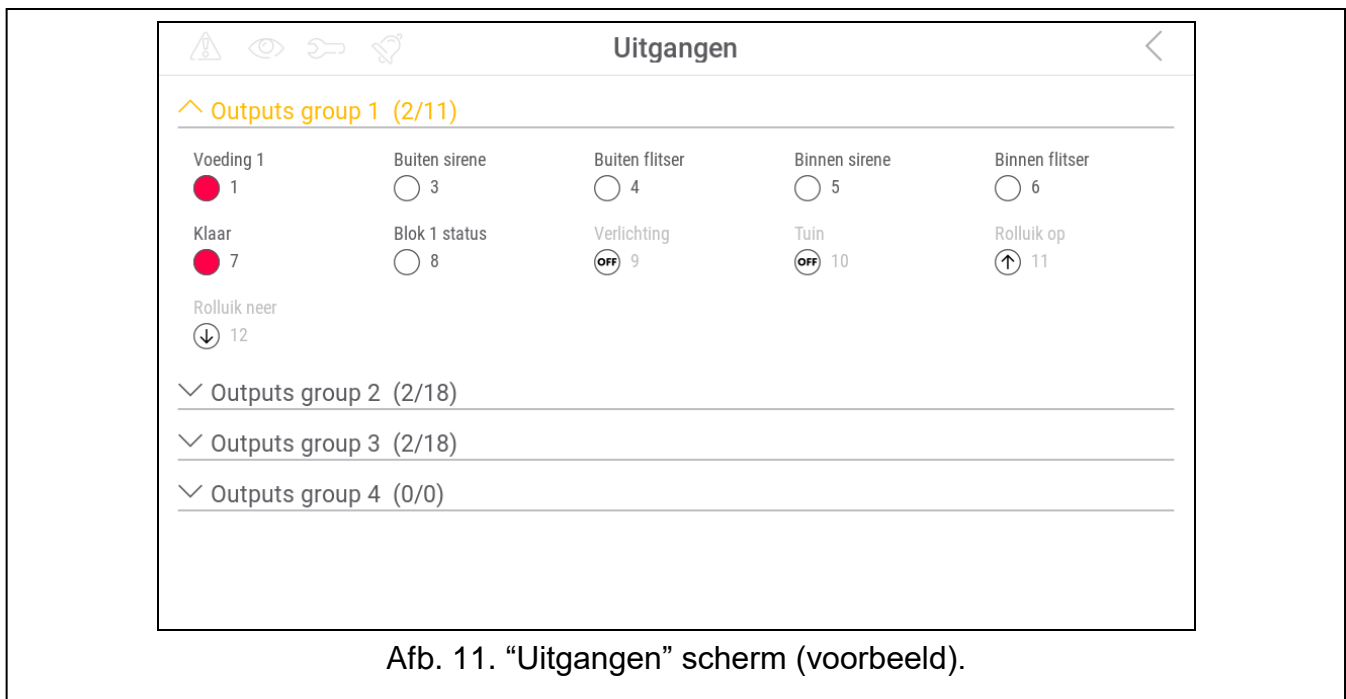 Uitgangen
Outputs group 1 (2/11)
Voeding 1 Buiten sirene Buiten flitser Binnen sirene Binnen flitser
1 3 4 5 6
Klaar Blok 1 status Verlichting Tuin Rolluik op
7 8 OFF 9 OFF 10 11
Rolluik neer
12
Outputs group 2 (2/18)
Outputs group 3 (2/18)
Outputs group 4 (0/0)
Afb. 11. “Uitgangen” scherm (voorbeeld).